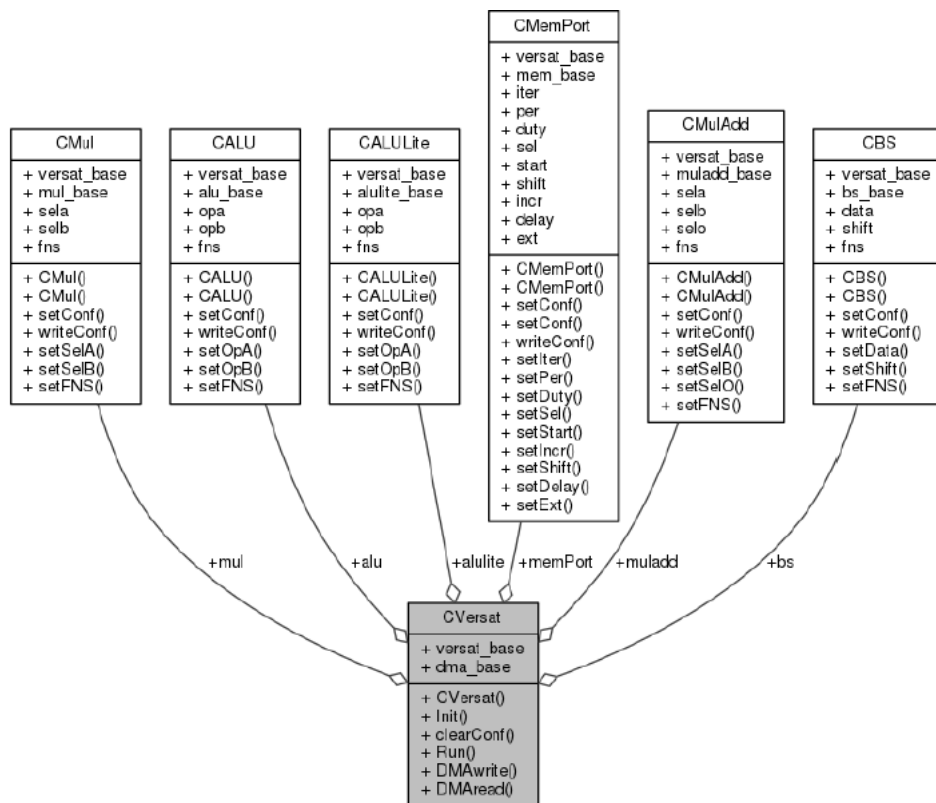 CMemPort
+ versat_base
+ mem_base
+ iter
+ per
+ duty
+ sel
+ start
+ shift
+ incr
+ delay
+ ext
+ CMemPort()
+ CMemPort()
+ setConf()
+ setConf()
+ writeConf()
+ setIter()
+ setPer()
+ setDuty()
+ setSel()
+ setStart()
+ setIncr()
+ setShift()
+ setDelay()
+ setExt()
CMul
+ versat_base
+ mul_base
+ sela
+ selb
+ fns
+ CMul()
+ CMul()
+ setConf()
+ writeConf()
+ setSelA()
+ setSelB()
+ setFNS()
CALU
+ versat_base
+ alu_base
+ opa
+ opb
+ fns
+ CALU()
+ CALU()
+ setConf()
+ writeConf()
+ setOpA()
+ setOpB()
+ setFNS()
CALULite
+ versat_base
+ alulite_base
+ opa
+ opb
+ fns
+ CALULite()
+ CALULite()
+ setConf()
+ writeConf()
+ setOpA()
+ setOpB()
+ setFNS()
CMulAdd
+ versat_base
+ muladd_base
+ sela
+ selb
+ selo
+ fns
+ CMulAdd()
+ CMulAdd()
+ setConf()
+ writeConf()
+ setSelA()
+ setSelB()
+ setSelO()
+ setFNS()
CBS
+ versat_base
+ bs_base
+ data
+ shift
+ fns
+ CBS()
+ CBS()
+ setConf()
+ writeConf()
+ setData()
+ setShift()
+ setFNS()
+mul
+alu
+alulite
+memPort
+muladd
+bs
CVersat
+ versat_base
+ dma_base
+ CVersat()
+ Init()
+ clearConf()
+ Run()
+ DMAwrite()
+ DMAread()